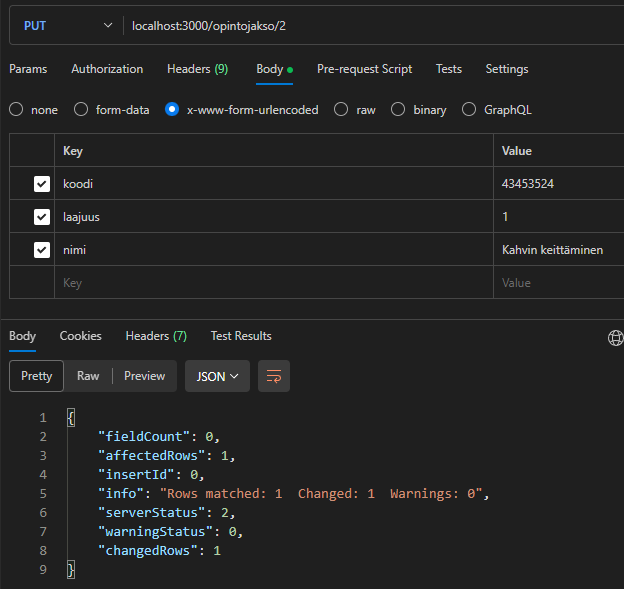 PUT localhost:3000/opintojakso/2
Params Authorization Headers (9) Body Pre-request Script Tests Settings
none form-data x-www-form-urlencoded raw binary GraphQL
Key Value
koodi 43453524
laajuus 1
nimi Kahvin keittäminen
Key Value
Body Cookies Headers (7) Test Results
Pretty Raw Preview JSON
1 {
2 "fieldCount": 0,
3 "affectedRows": 1,
4 "insertId": 0,
5 "info": "Rows matched: 1  Changed: 1  Warnings: 0",
6 "serverStatus": 2,
7 "warningStatus": 0,
8 "changedRows": 1
9 }